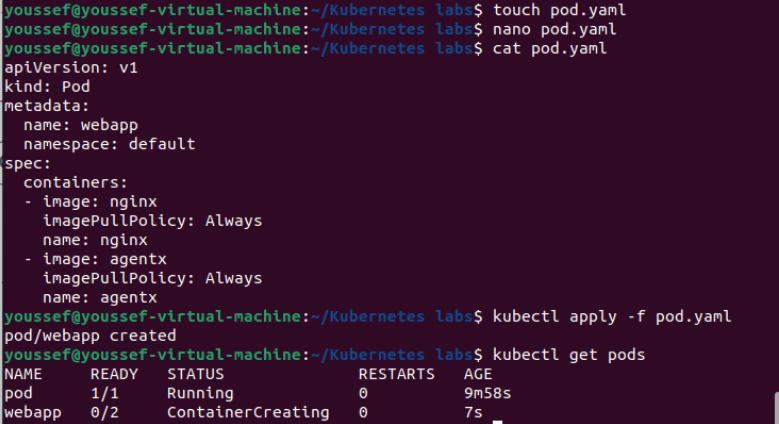 youssef@youssef-virtual-machine:~/Kubernetes labs$ touch pod.yaml
youssef@youssef-virtual-machine:~/Kubernetes labs$ nano pod.yaml
youssef@youssef-virtual-machine:~/Kubernetes labs$ cat pod.yaml
apiVersion: v1
kind: Pod
metadata:
  name: webapp
  namespace: default
spec:
  containers:
  - image: nginx
    imagePullPolicy: Always
    name: nginx
  - image: agentx
    imagePullPolicy: Always
    name: agentx
youssef@youssef-virtual-machine:~/Kubernetes labs$ kubectl apply -f pod.yaml
pod/webapp created
youssef@youssef-virtual-machine:~/Kubernetes labs$ kubectl get pods
NAME     READY   STATUS              RESTARTS   AGE
pod      1/1     Running             0          9m58s
webapp   0/2     ContainerCreating   0          7s